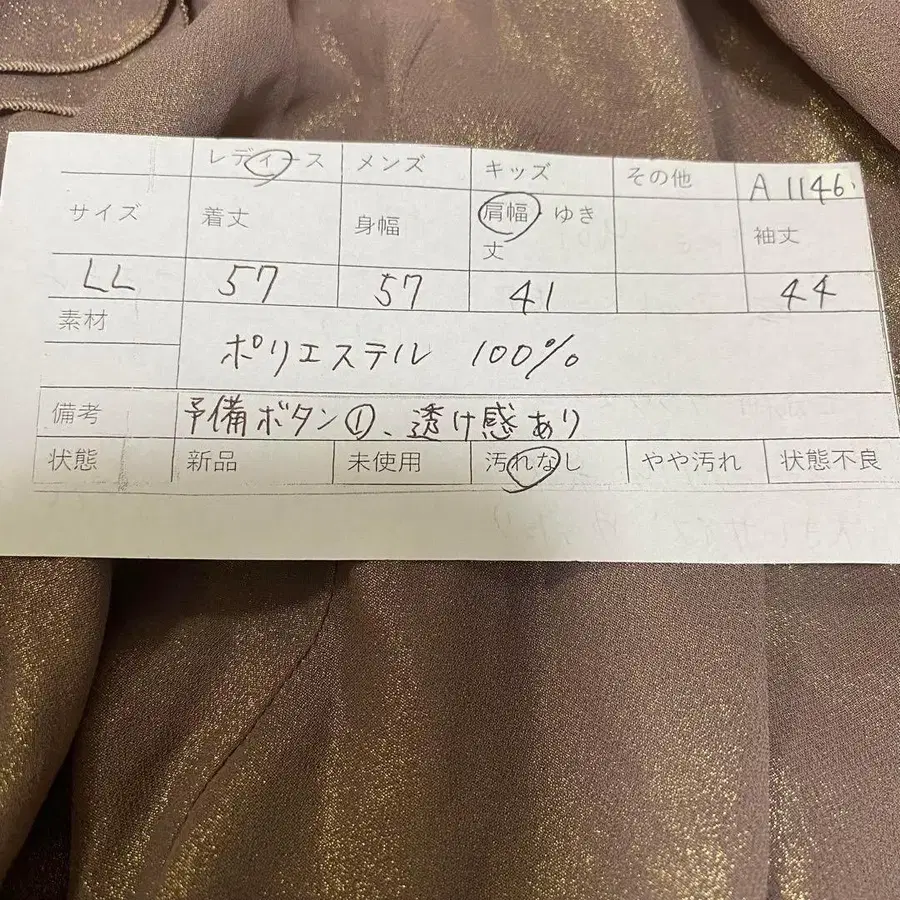 レディース メンズ キッズ その他 A 1146
サイズ 着丈 身幅 肩幅・ゆき丈 袖丈
LL 57 57 41 44
素材 ポリエステル 100%
備考 予備ボタン①、透け感あり
状態 新品 未使用 汚れなし やや汚れ 状態不良